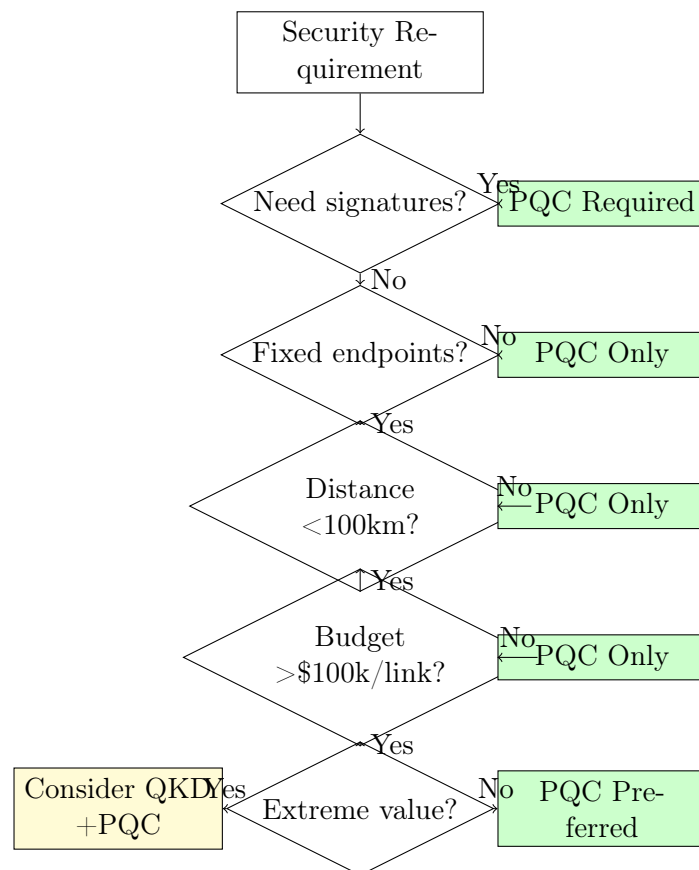 Security Re-
quirement
Need signatures?
Yes
PQC Required
No
Fixed endpoints?
No
PQC Only
Yes
Distance
<100km?
No
PQC Only
Yes
Budget
>$100k/link?
No
PQC Only
Yes
Consider QKD
+PQC
Yes
Extreme value?
No
PQC Pre-
ferred